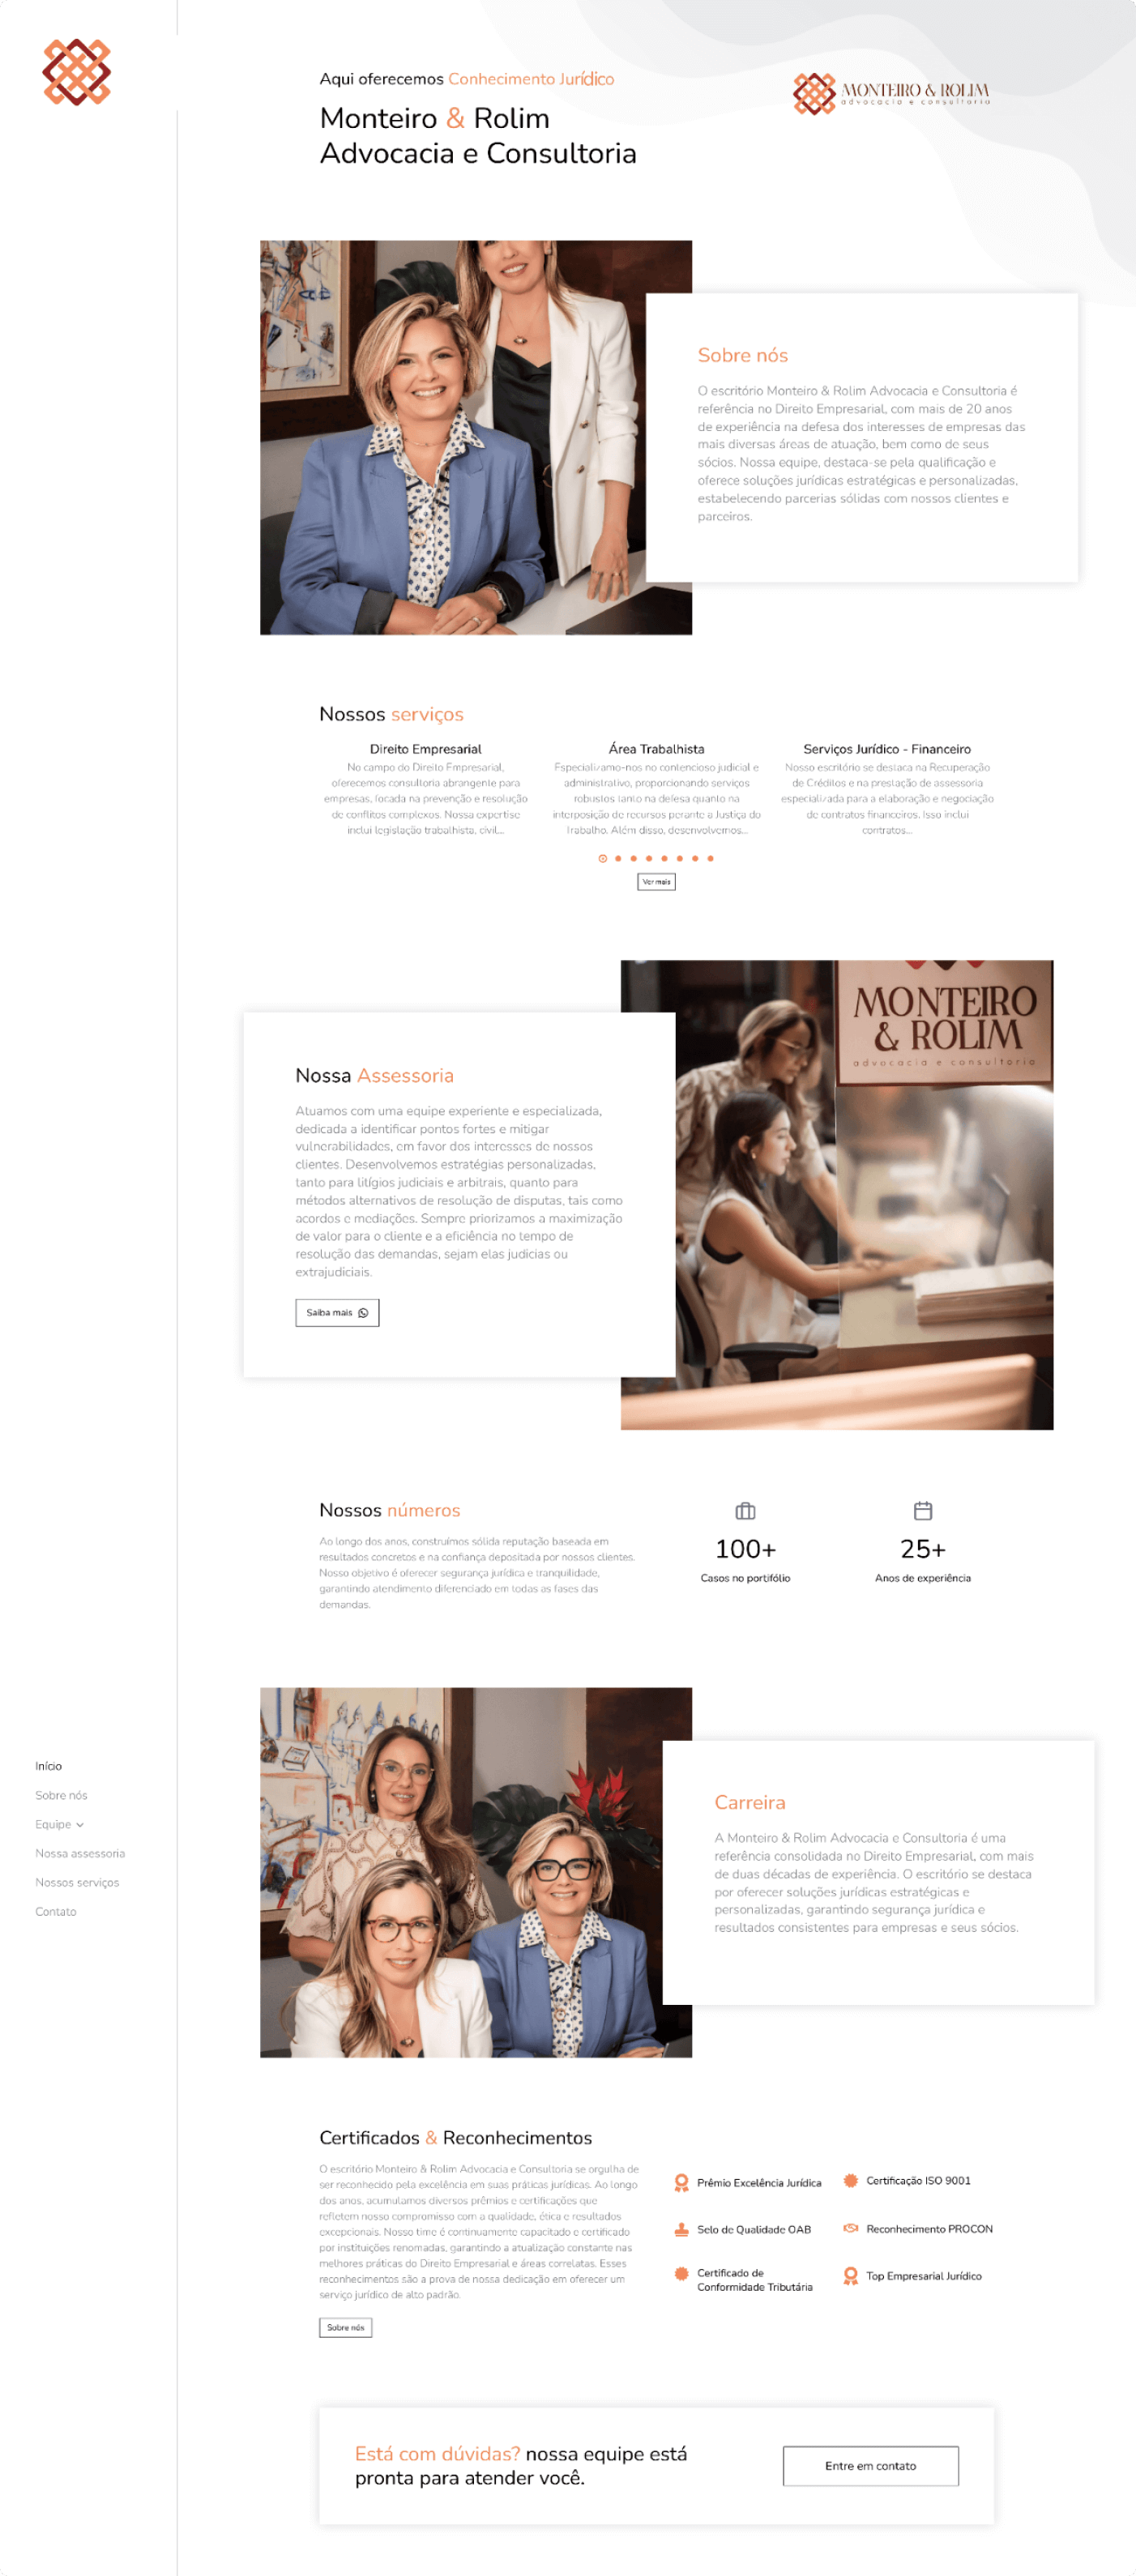 Aqui oferecemos Conhecimento Jurídico
Monteiro & Rolim
Advocacia e Consultoria
MONTEIRO & ROLIM
advocacia e consultoria
Sobre nós
O escritório Monteiro & Rolim Advocacia e Consultoria é
referência no Direito Empresarial, com mais de 20 anos
de experiência na defesa dos interesses de empresas das
mais diversas áreas de atuação, bem como de seus
sócios. Nossa equipe, destaca-se pela qualificação e
oferece soluções jurídicas estratégicas e personalizadas,
estabelecendo parcerias sólidas com nossos clientes e
parceiros.
Nossos serviços
Direito Empresarial
No campo do Direito Empresarial,
oferecemos consultoria abrangente para
empresas, focada na prevenção e resolução
de conflitos complexos. Nossa expertise
inclui legislação trabalhista, civil...
Área Trabalhista
Especializamo-nos no contencioso judicial e
administrativo, proporcionando serviços
robustos tanto na defesa quanto na
interposição de recursos perante a Justiça do
Trabalho. Além disso, desenvolvemos...
Serviços Jurídico - Financeiro
Nosso escritório se destaca na Recuperação
de Créditos e na prestação de assessoria
especializada para a elaboração e negociação
de contratos financeiros. Isso inclui
contratos...
Ver mais
MONTEIRO
& ROLIM
advocacia e consultoria
Nossa Assessoria
Atuamos com uma equipe experiente e especializada,
dedicada a identificar pontos fortes e mitigar
vulnerabilidades, em favor dos interesses de nossos
clientes. Desenvolvemos estratégias personalizadas,
tanto para litígios judiciais e arbitrais, quanto para
métodos alternativos de resolução de disputas, tais como
acordos e mediações. Sempre priorizamos a maximização
de valor para o cliente e a eficiência no tempo de
resolução das demandas, sejam elas judicias ou
extrajudiciais.
Saiba mais
Nossos números
Ao longo dos anos, construímos sólida reputação baseada em
resultados concretos e na confiança depositada por nossos clientes.
Nosso objetivo é oferecer segurança jurídica e tranquilidade,
garantindo atendimento diferenciado em todas as fases das
demandas.
100+
Casos no portifólio
25+
Anos de experiência
Início
Sobre nós
Equipe
Nossa assessoria
Nossos serviços
Contato
Carreira
A Monteiro & Rolim Advocacia e Consultoria é uma
referência consolidada no Direito Empresarial, com mais
de duas décadas de experiência. O escritório se destaca
por oferecer soluções jurídicas estratégicas e
personalizadas, garantindo segurança jurídica e
resultados consistentes para empresas e seus sócios.
Certificados & Reconhecimentos
O escritório Monteiro & Rolim Advocacia e Consultoria se orgulha de
ser reconhecido pela excelência em suas práticas jurídicas. Ao longo
dos anos, acumulamos diversos prêmios e certificações que
refletem nosso compromisso com a qualidade, ética e resultados
excepcionais. Nosso time é continuamente capacitado e certificado
por instituições renomadas, garantindo a atualização constante nas
melhores práticas do Direito Empresarial e áreas correlatas. Esses
reconhecimentos são a prova de nossa dedicação em oferecer um
serviço jurídico de alto padrão.
Sobre nós
Prêmio Excelência Jurídica
Certificação ISO 9001
Selo de Qualidade OAB
Reconhecimento PROCON
Certificado de
Conformidade Tributária
Top Empresarial Jurídico
Está com dúvidas? nossa equipe está
pronta para atender você.
Entre em contato